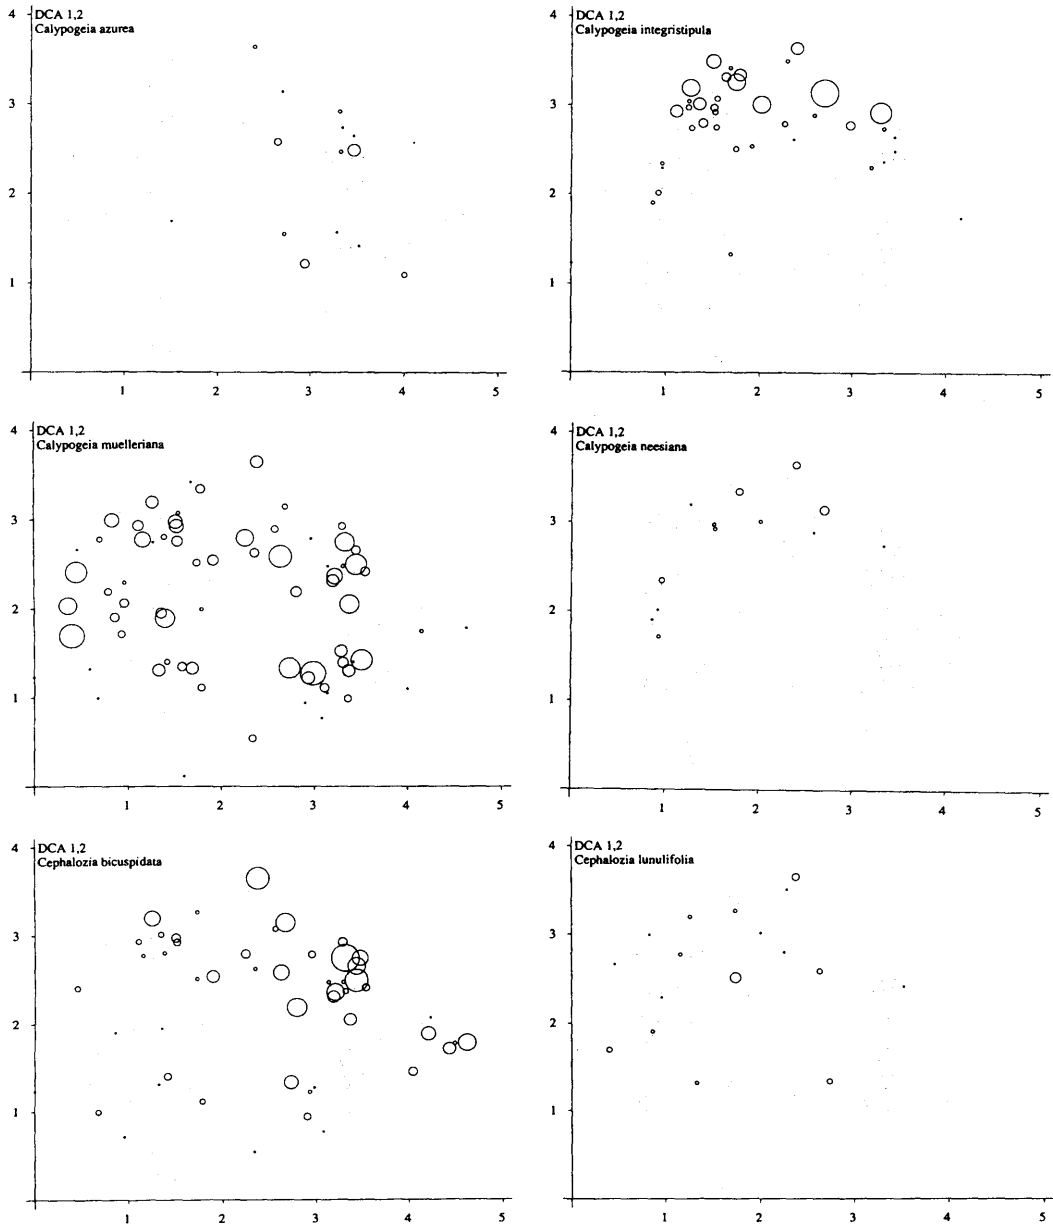 DCA 1,2
Calypogeia azurea
4
3
2
1
1 2 3 4 5
DCA 1,2
Calypogeia integristipula
4
3
2
1
1 2 3 4 5
DCA 1,2
Calypogeia muelleriana
4
3
2
1
1 2 3 4 5
DCA 1,2
Calypogeia neesiana
4
3
2
1
1 2 3 4 5
DCA 1,2
Cephalozia bicuspidata
4
3
2
1
1 2 3 4 5
DCA 1,2
Cephalozia lunulifolia
4
3
2
1
1 2 3 4 5